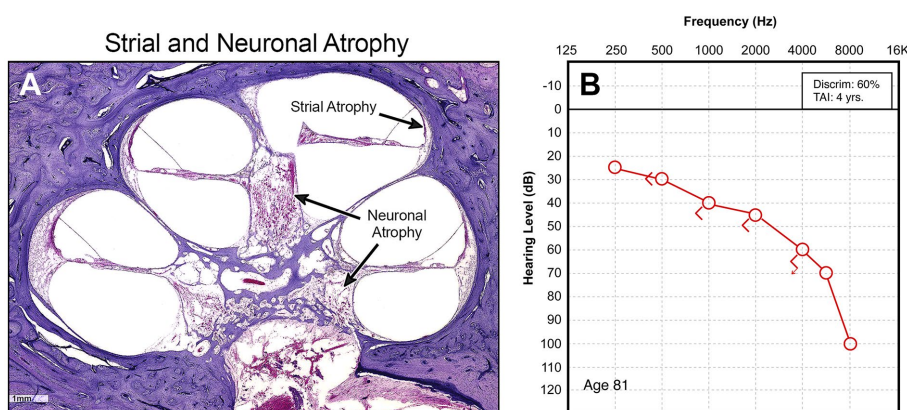 Strial and Neuronal Atrophy
A
Strial Atrophy
Neuronal
Atrophy
1mm
Frequency (Hz)
125 250 500 1000 2000 4000 8000 16K
B
Discrim: 60%
TAI: 4 yrs.
Hearing Level (dB)
-10
0
10
20
30
40
50
60
70
80
90
100
110
120
Age 81